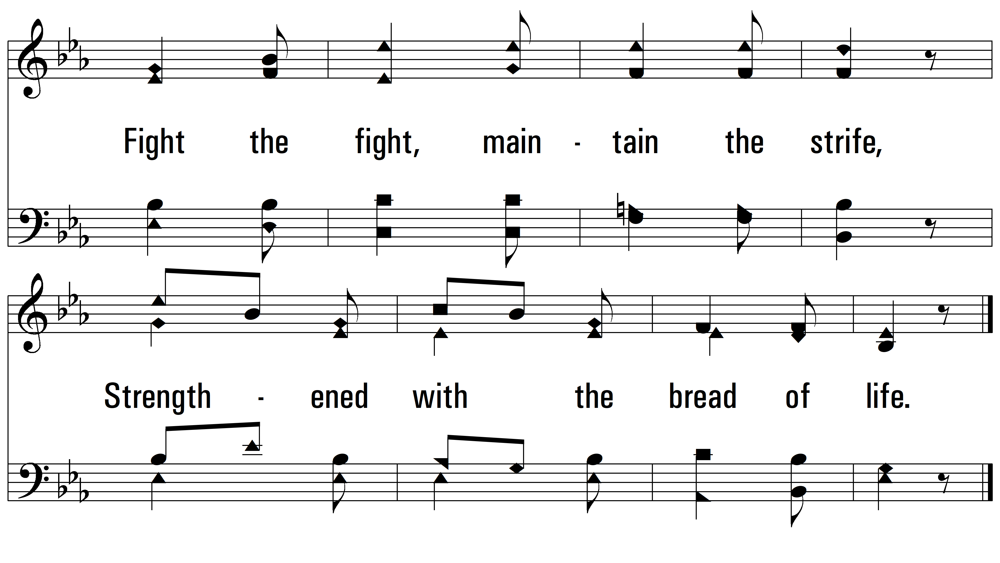 Fight the fight, main - tain the strife,
Strength - ened with the bread of life.